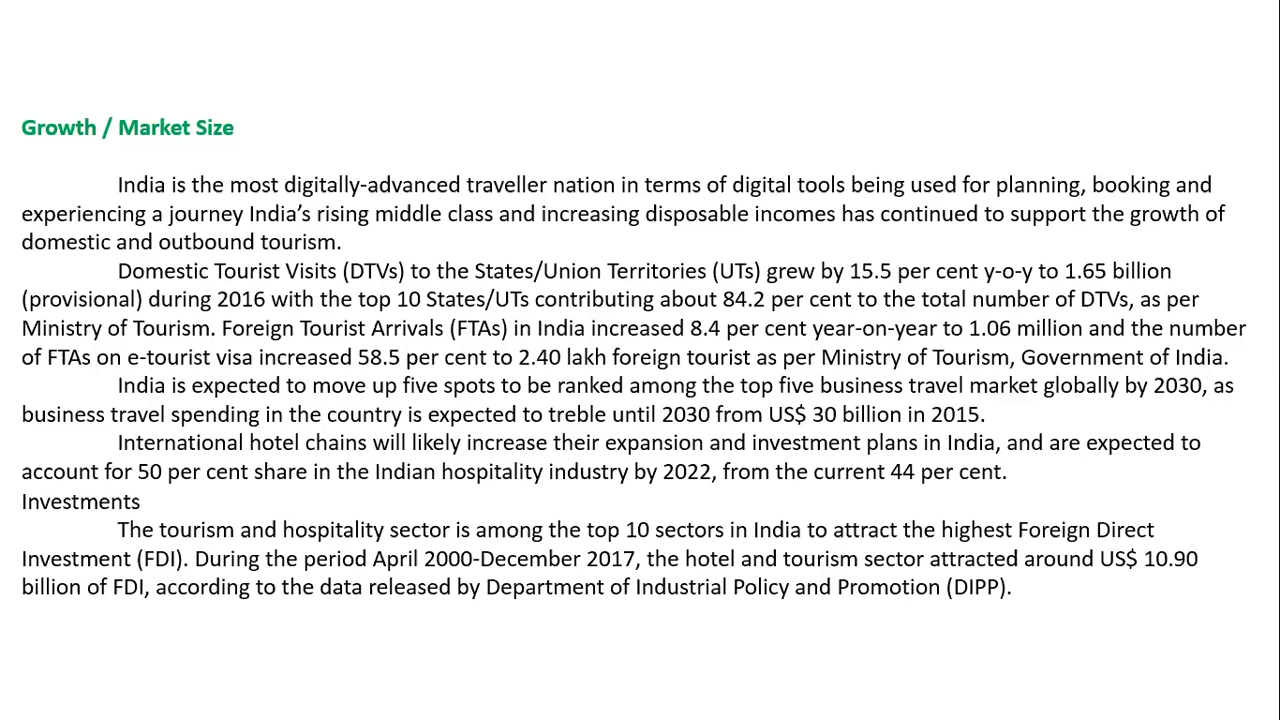 Growth / Market Size
India is the most digitally-advanced traveller nation in terms of digital tools being used for planning, booking and
experiencing a journey India’s rising middle class and increasing disposable incomes has continued to support the growth of
domestic and outbound tourism.
Domestic Tourist Visits (DTVs) to the States/Union Territories (UTs) grew by 15.5 per cent y-o-y to 1.65 billion
(provisional) during 2016 with the top 10 States/UTs contributing about 84.2 per cent to the total number of DTVs, as per
Ministry of Tourism. Foreign Tourist Arrivals (FTAs) in India increased 8.4 per cent year-on-year to 1.06 million and the number
of FTAs on e-tourist visa increased 58.5 per cent to 2.40 lakh foreign tourist as per Ministry of Tourism, Government of India.
India is expected to move up five spots to be ranked among the top five business travel market globally by 2030, as
business travel spending in the country is expected to treble until 2030 from US$ 30 billion in 2015.
International hotel chains will likely increase their expansion and investment plans in India, and are expected to
account for 50 per cent share in the Indian hospitality industry by 2022, from the current 44 per cent.
Investments
The tourism and hospitality sector is among the top 10 sectors in India to attract the highest Foreign Direct
Investment (FDI). During the period April 2000-December 2017, the hotel and tourism sector attracted around US$ 10.90
billion of FDI, according to the data released by Department of Industrial Policy and Promotion (DIPP).